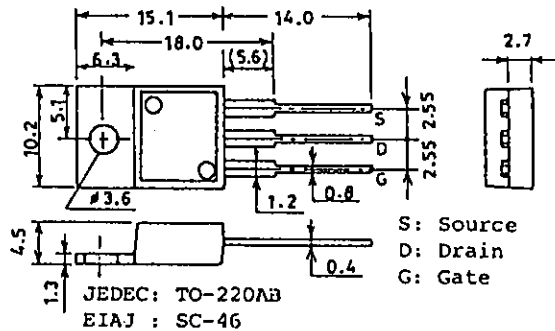 15.1
14.0
18.0
6.3
(5.6)
2.7
10.2
5.1
S
D
G
2.55
2.55
ø3.6
1.2
0.8
4.5
1.3
0.4
S: Source
D: Drain
G: Gate
JEDEC: TO-220AB
EIAJ : SC-46